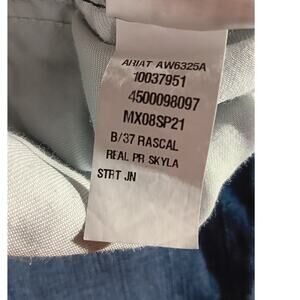 ARIAT AW6325A
10037951
4500098097
MX08SP21
B/37 RASCAL
REAL PR SKYLA
STRT JN